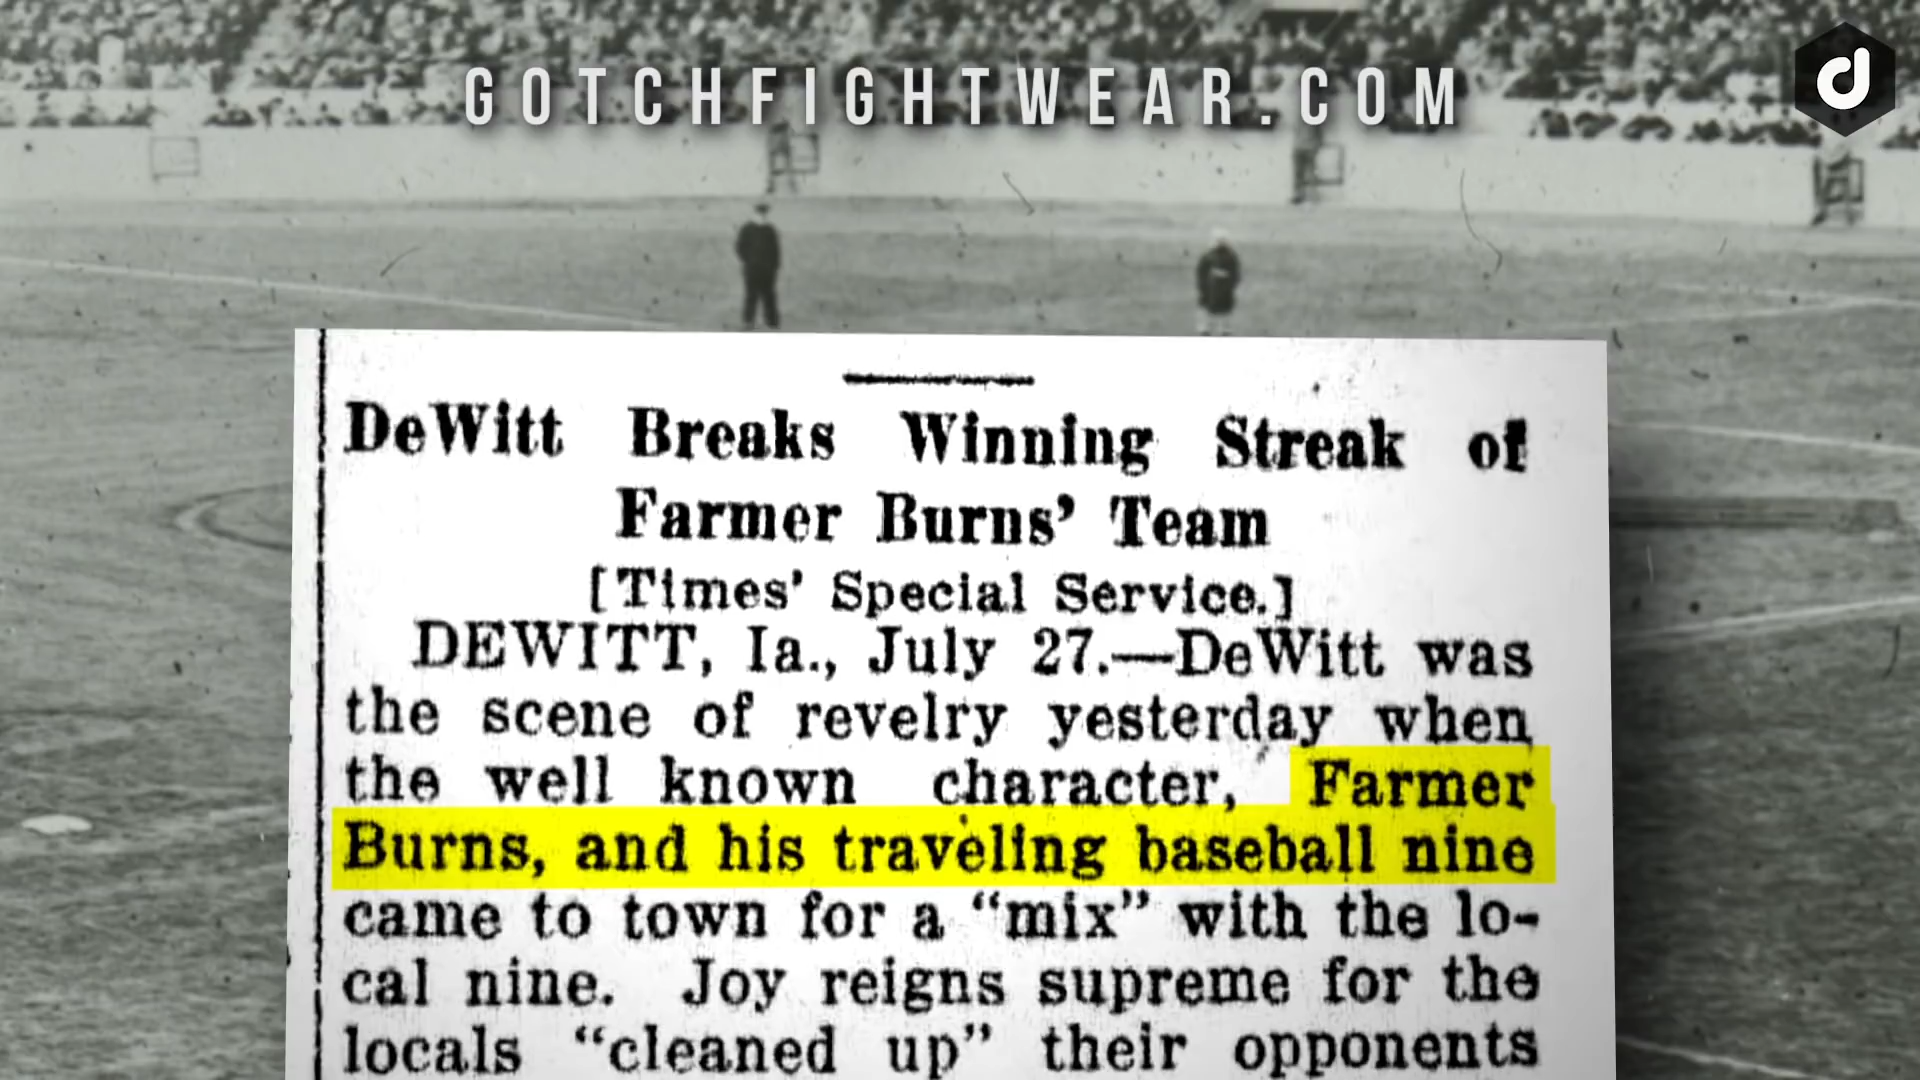 GOTCHFIGHTWEAR.COM
d
DeWitt Breaks Winning Streak of
Farmer Burns' Team
[Times' Special Service.]
DEWITT, Ia., July 27.—DeWitt was
the scene of revelry yesterday when
the well known character, Farmer
Burns, and his traveling baseball nine
came to town for a “mix” with the lo-
cal nine. Joy reigns supreme for the
locals “cleaned up” their opponents